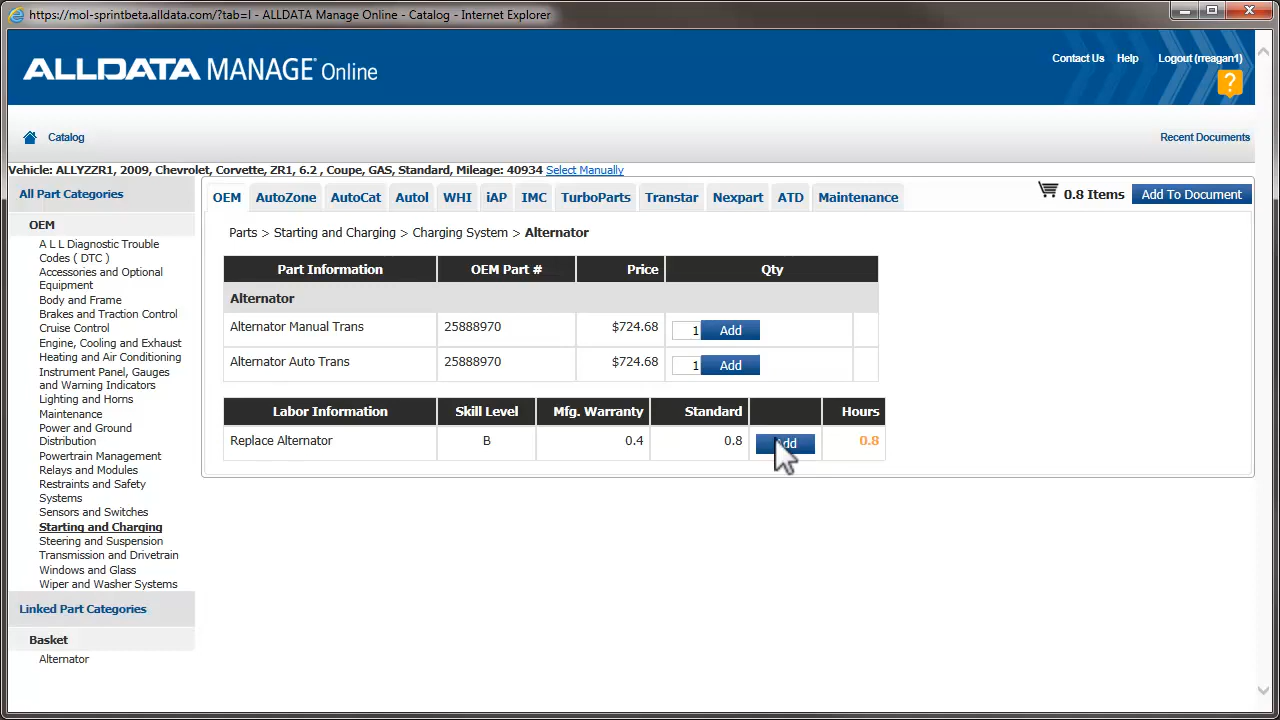 https://mol-sprintbeta.alldata.com/?tab=I - ALLDATA Manage Online - Catalog - Internet Explorer
ALLDATA MANAGE Online
Contact Us Help Logout (rreagan1)
?
Catalog
Recent Documents
Vehicle: ALLYZZR1, 2009, Chevrolet, Corvette, ZR1, 6.2 , Coupe, GAS, Standard, Mileage: 40934 Select Manually
All Part Categories
OEM
A L L Diagnostic Trouble
Codes ( DTC )
Accessories and Optional
Equipment
Body and Frame
Brakes and Traction Control
Cruise Control
Engine, Cooling and Exhaust
Heating and Air Conditioning
Instrument Panel, Gauges
and Warning Indicators
Lighting and Horns
Maintenance
Power and Ground
Distribution
Powertrain Management
Relays and Modules
Restraints and Safety
Systems
Sensors and Switches
Starting and Charging
Steering and Suspension
Transmission and Drivetrain
Windows and Glass
Wiper and Washer Systems
Linked Part Categories
Basket
Alternator
OEM AutoZone AutoCat Autol WHI iAP IMC TurboParts Transtar Nexpart ATD Maintenance
0.8 Items Add To Document
Parts > Starting and Charging > Charging System > Alternator
Part Information OEM Part # Price Qty
Alternator
Alternator Manual Trans 25888970 $724.68 1 Add
Alternator Auto Trans 25888970 $724.68 1 Add
Labor Information Skill Level Mfg. Warranty Standard Hours
Replace Alternator B 0.4 0.8 Add 0.8